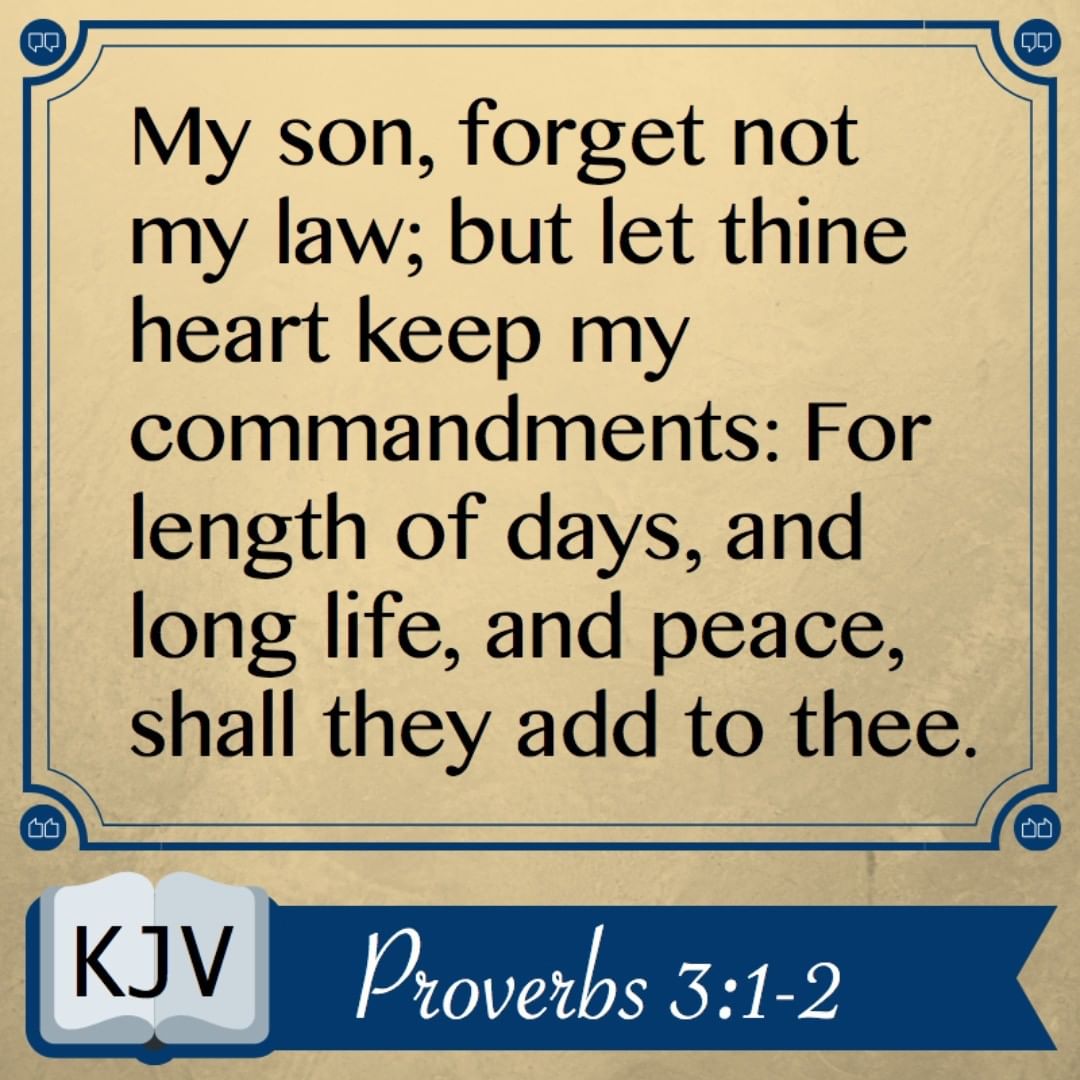 My son, forget not
my law; but let thine
heart keep my
commandments: For
length of days, and
long life, and peace,
shall they add to thee.
KJV
Proverbs 3:1-2